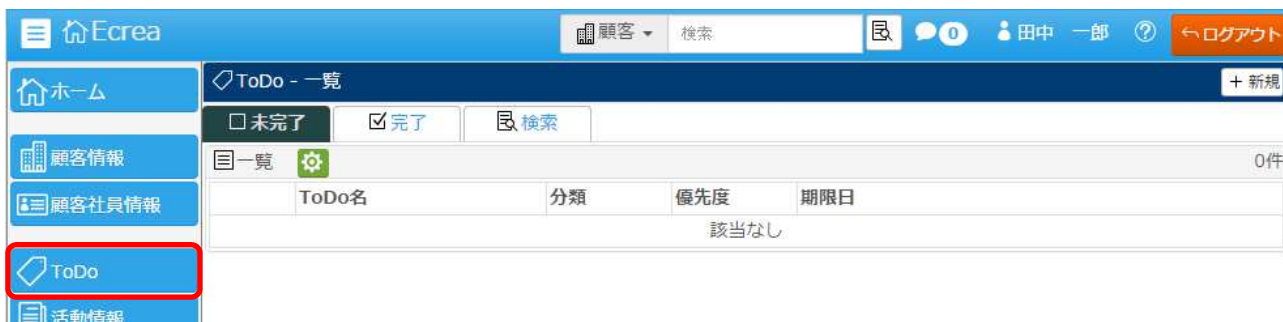 Ecrea 顧客 検索 0 田中 一郎 ? ログアウト
ホーム
顧客情報
顧客社員情報
ToDo
活動情報
ToDo - 一覧 + 新規
未完了 完了 検索
一覧 0件
ToDo名 分類 優先度 期限日
該当なし